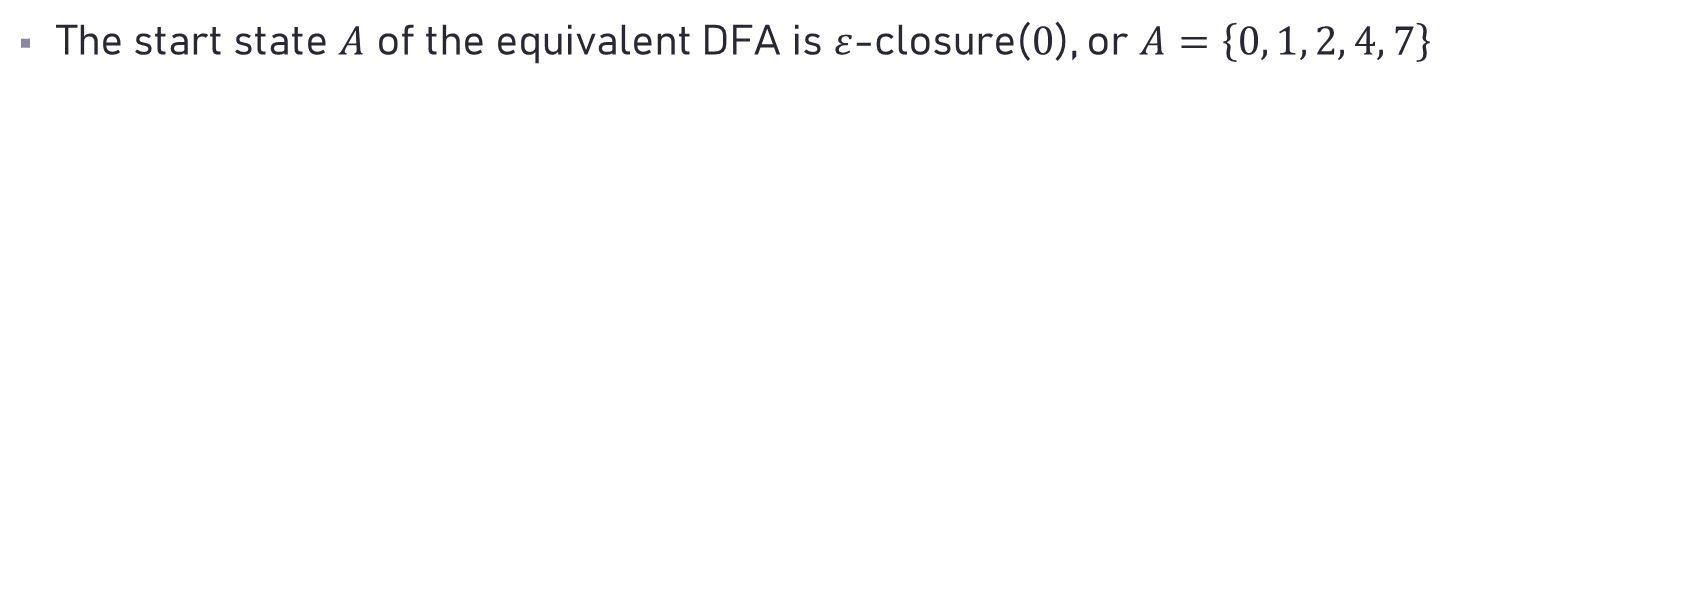 ▪ The start state A of the equivalent DFA is ε-closure(0), or A = {0, 1, 2, 4, 7}